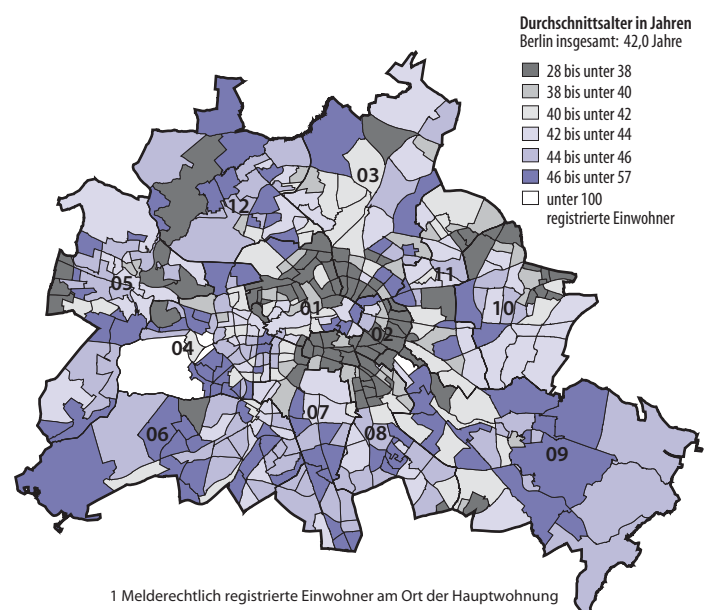 Durchschnittsalter in Jahren
Berlin insgesamt: 42,0 Jahre
28 bis unter 38
38 bis unter 40
40 bis unter 42
42 bis unter 44
44 bis unter 46
46 bis unter 57
unter 100
registrierte Einwohner
03
12
11
05
10
01
02
04
07
06
08
09
1 Melderechtlich registrierte Einwohner am Ort der Hauptwohnung